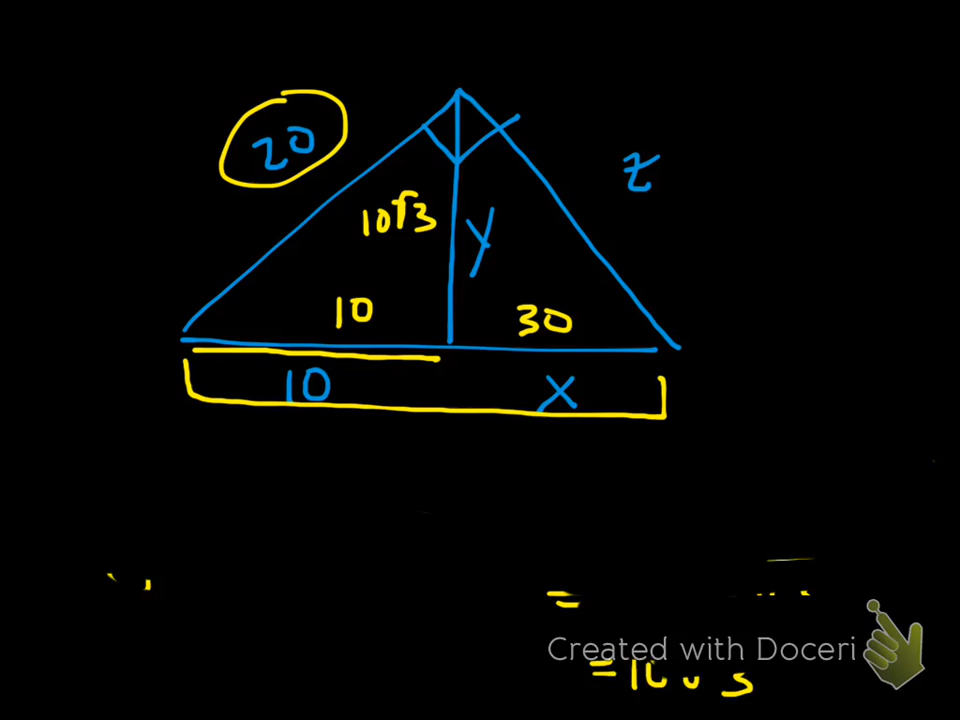 20
z
10√3
y
10
30
10
x
=
Created with Doceri
=